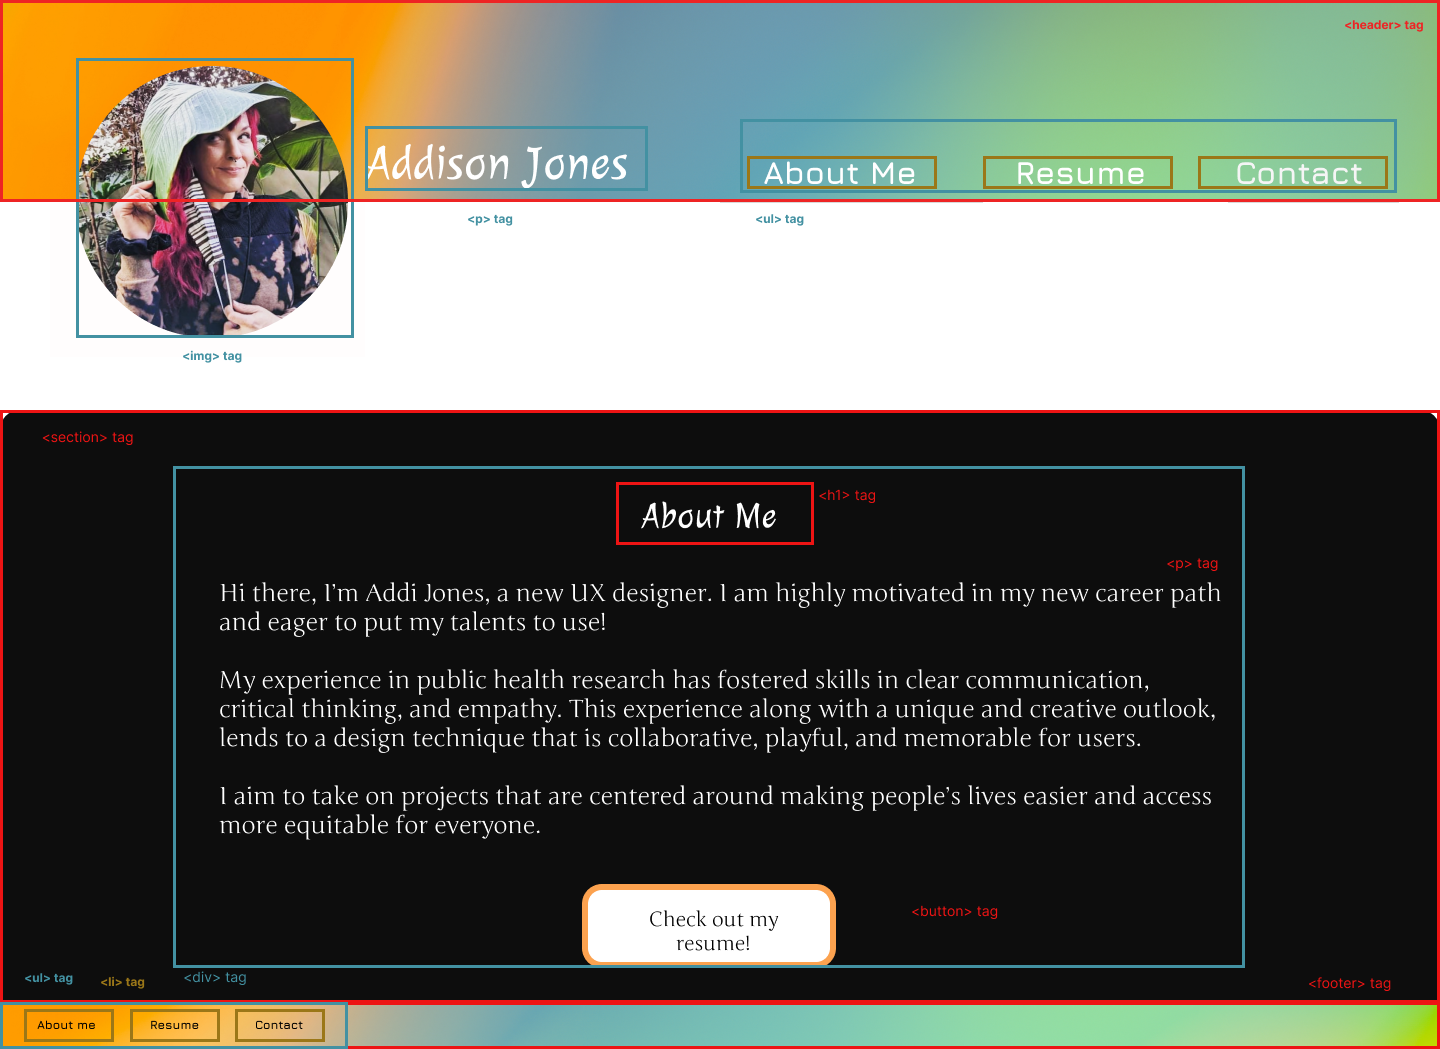 <header> tag
Addison Jones
About Me
Resume
Contact
<p> tag
<ul> tag
<img> tag
<section> tag
About Me
<h1> tag
<p> tag
Hi there, I’m Addi Jones, a new UX designer. I am highly motivated in my new career path
and eager to put my talents to use!
My experience in public health research has fostered skills in clear communication,
critical thinking, and empathy. This experience along with a unique and creative outlook,
lends to a design technique that is collaborative, playful, and memorable for users.
I aim to take on projects that are centered around making people’s lives easier and access
more equitable for everyone.
Check out my
resume!
<button> tag
<ul> tag
<li> tag
<div> tag
<footer> tag
About me
Resume
Contact